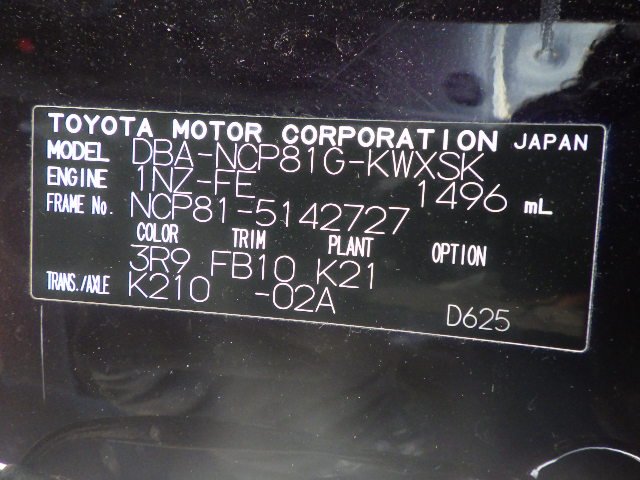 TOYOTA MOTOR CORPORATION JAPAN
MODEL DBA-NCP81G-KWXSK
ENGINE 1NZ-FE 1496 mL
FRAME No. NCP81-5142727
COLOR TRIM PLANT OPTION
3R9 FB10 K21
TRANS./AXLE K210 -02A
D625